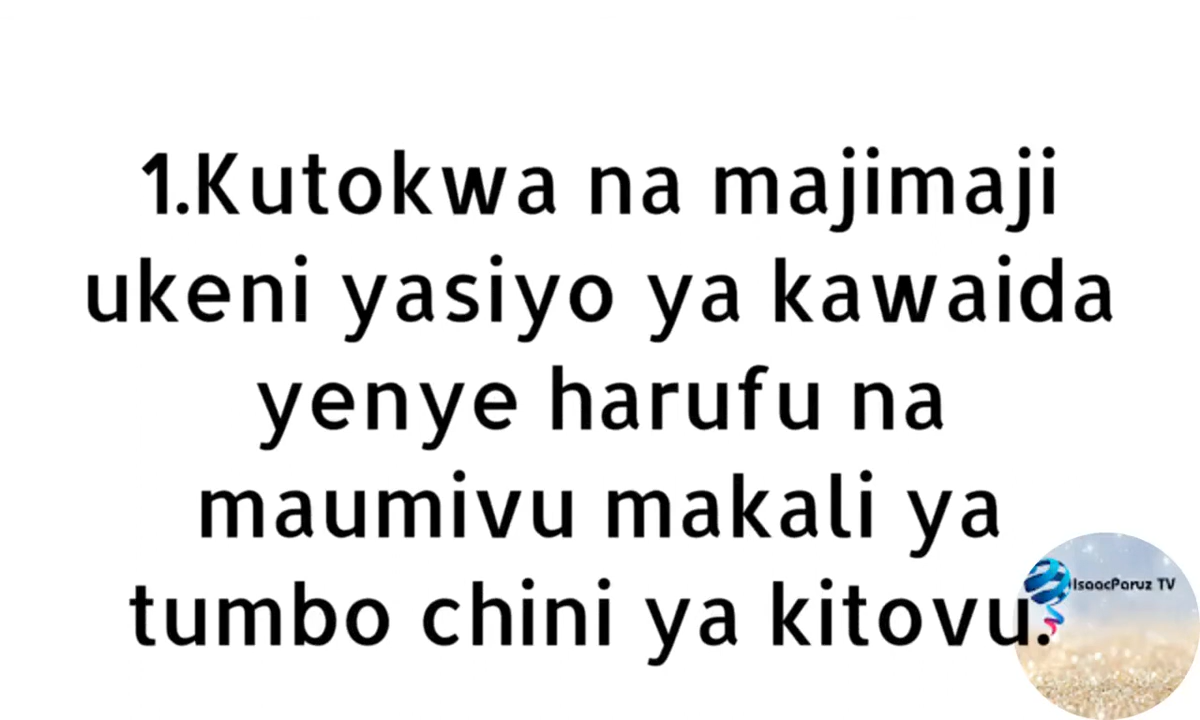 1.Kutokwa na majimaji
ukeni yasiyo ya kawaida
yenye harufu na
maumivu makali ya
tumbo chini ya kitovu.
IsaacParuz TV